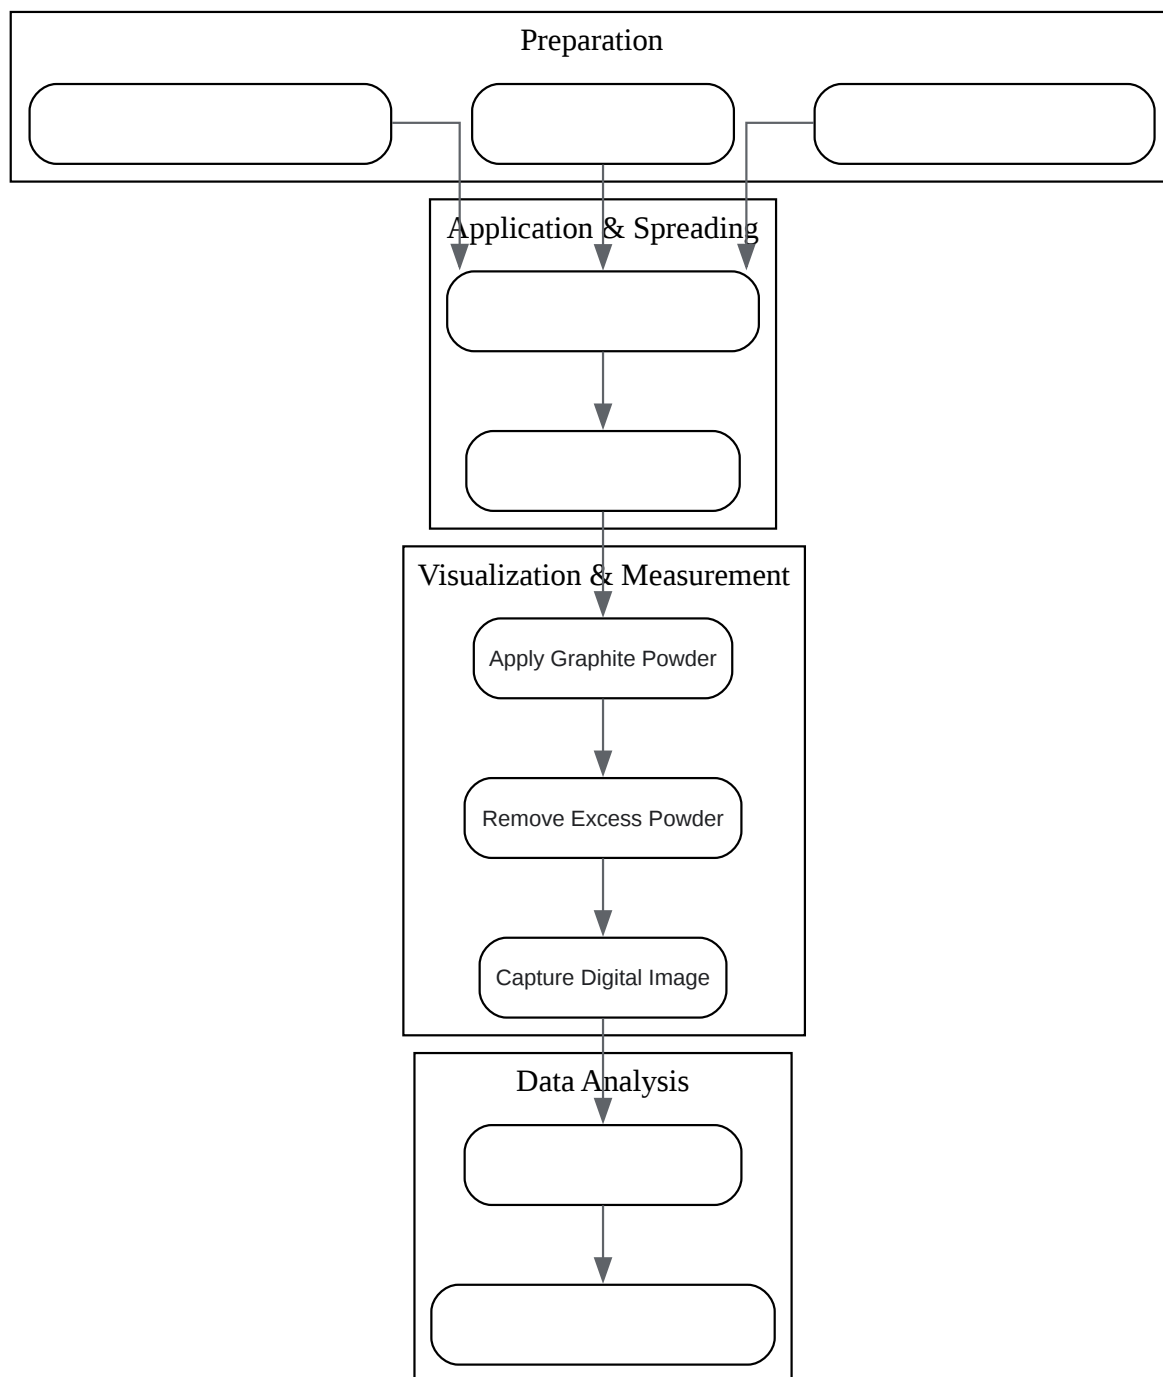 Preparation
Application & Spreading
Visualization & Measurement
Apply Graphite Powder
Remove Excess Powder
Capture Digital Image
Data Analysis